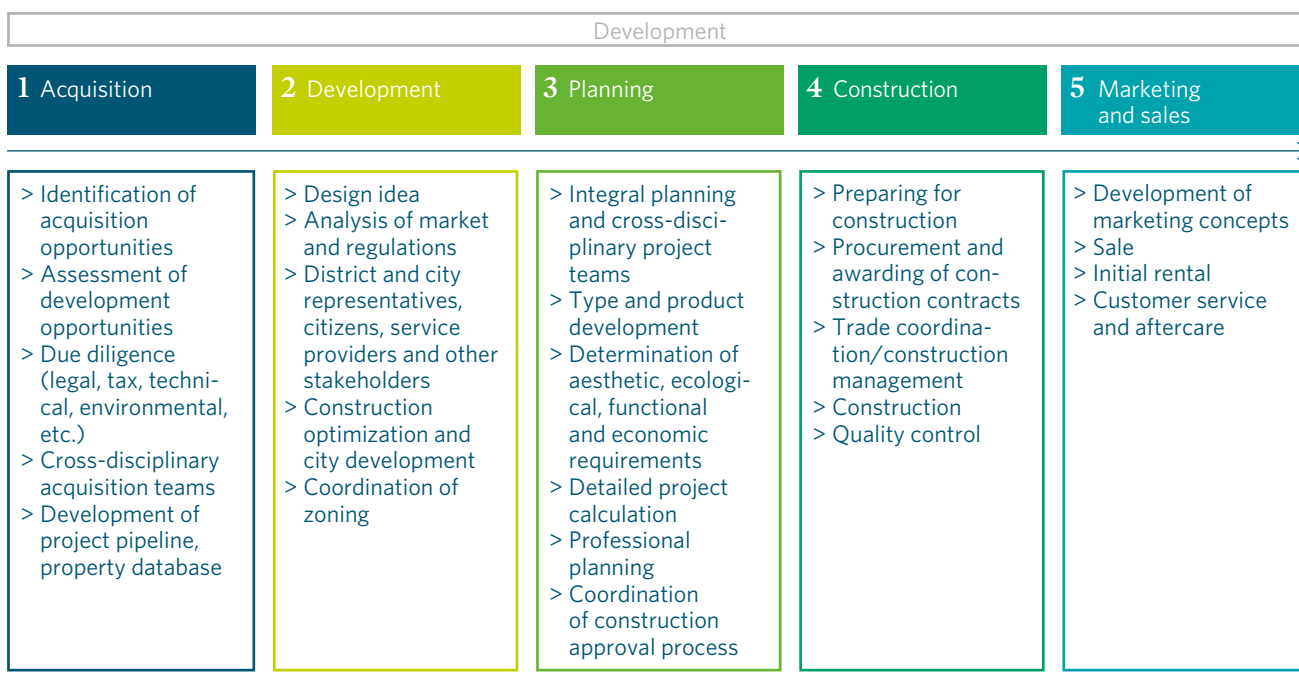 Development
1 Acquisition
2 Development
3 Planning
4 Construction
5 Marketing
and sales
> Identification of
acquisition
opportunities
> Assessment of
development
opportunities
> Due diligence
(legal, tax, techni-
cal, environmental,
etc.)
> Cross-disciplinary
acquisition teams
> Development of
project pipeline,
property database
> Design idea
> Analysis of market
and regulations
> District and city
representatives,
citizens, service
providers and other
stakeholders
> Construction
optimization and
city development
> Coordination of
zoning
> Integral planning
and cross-disci-
plinary project
teams
> Type and product
development
> Determination of
aesthetic, ecologi-
cal, functional
and economic
requirements
> Detailed project
calculation
> Professional
planning
> Coordination
of construction
approval process
> Preparing for
construction
> Procurement and
awarding of con-
struction contracts
> Trade coordina-
tion/construction
management
> Construction
> Quality control
> Development of
marketing concepts
> Sale
> Initial rental
> Customer service
and aftercare